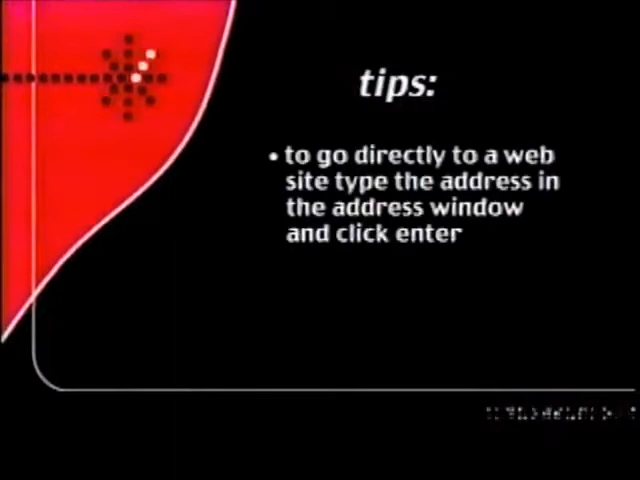 tips:
• to go directly to a web
site type the address in
the address window
and click enter